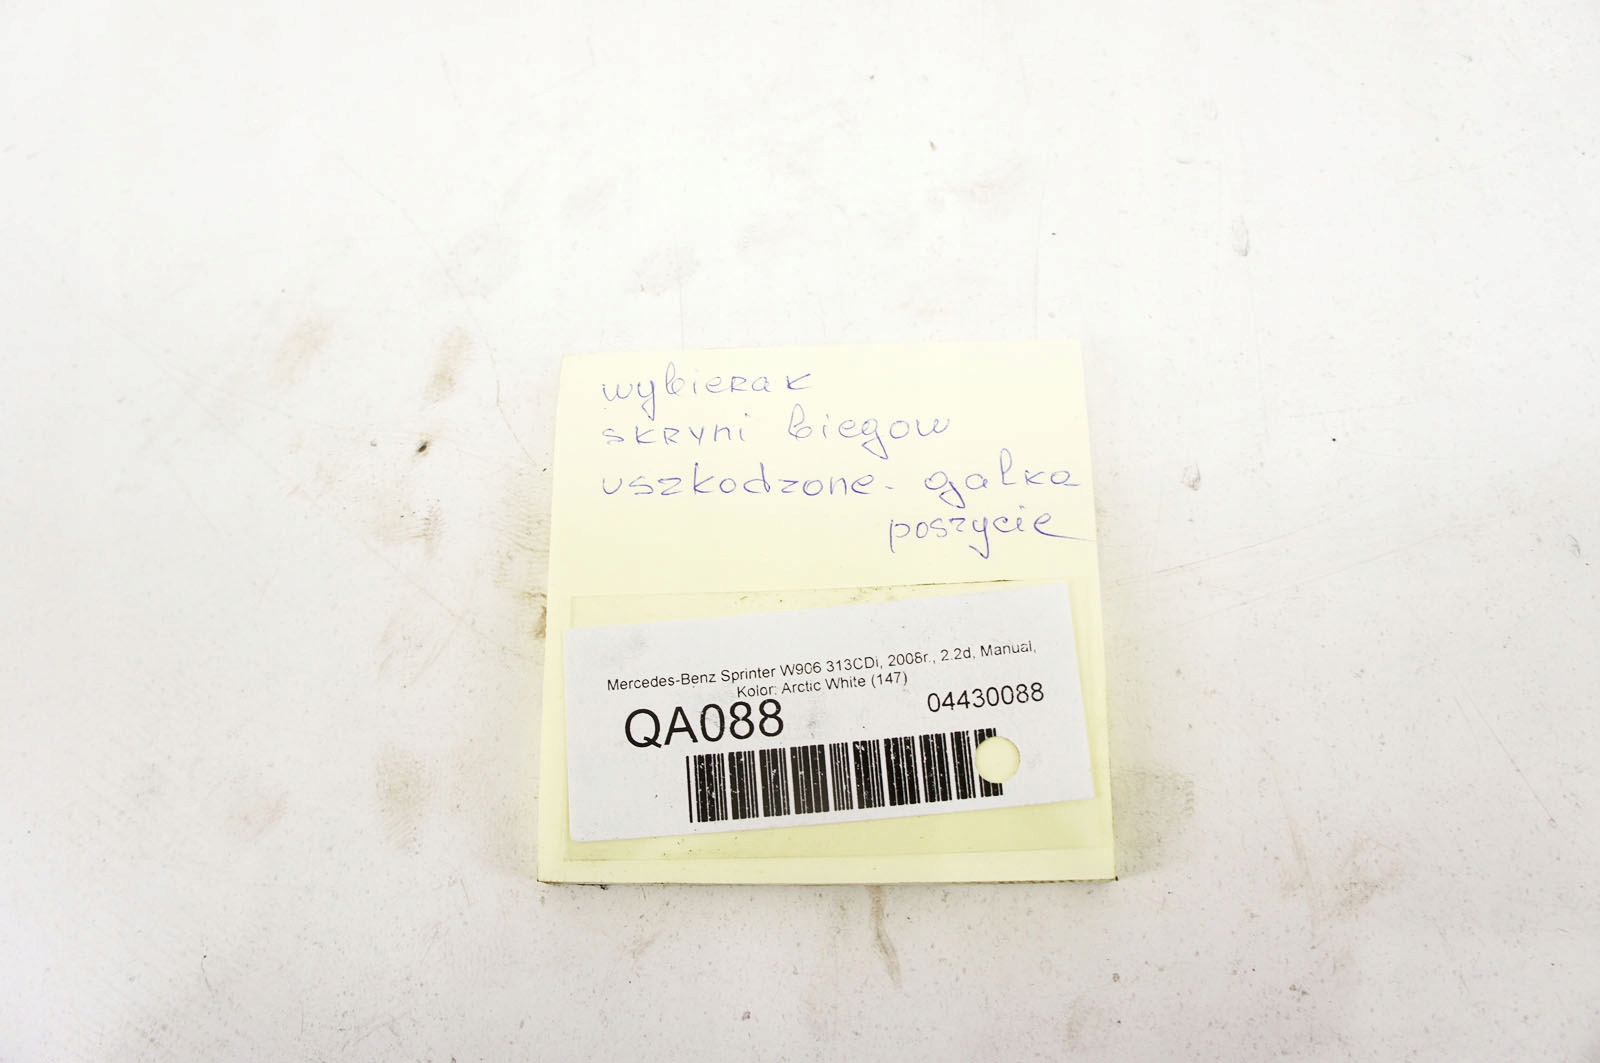 wybierak
skryni biegow
uszkodzone - gałka
poszycie
Mercedes-Benz Sprinter W906 313CDi, 2008r., 2.2d, Manual,
Kolor: Arctic White (147)
QA088
04430088